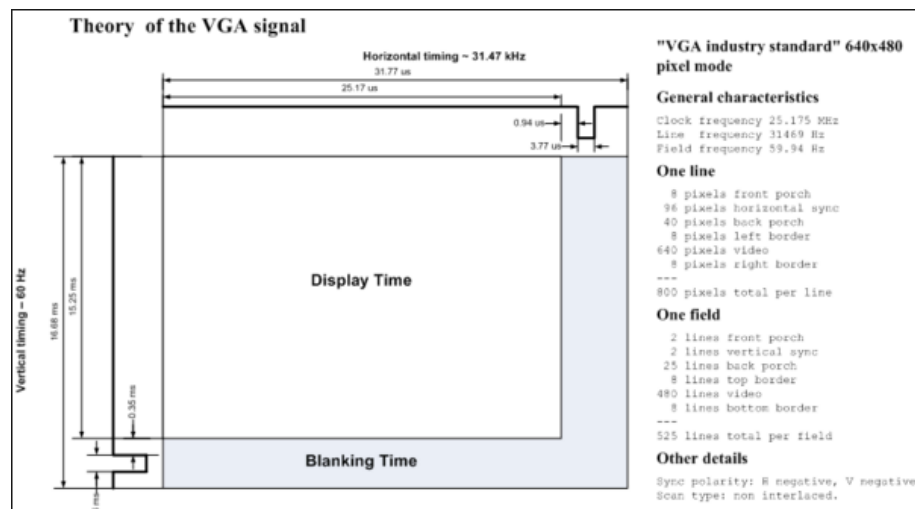 Theory of the VGA signal
Horizontal timing ~ 31.47 kHz
31.77 us
25.17 us
0.94 us
3.77 us
Vertical timing ~ 60 Hz
16.68 ms
15.25 ms
0.35 ms
Display Time
Blanking Time
"VGA industry standard" 640x480
pixel mode
General characteristics
Clock frequency 25.175 MHz
Line frequency 31469 Hz
Field frequency 59.94 Hz
One line
8 pixels front porch
96 pixels horizontal sync
40 pixels back porch
8 pixels left border
640 pixels video
8 pixels right border
---
800 pixels total per line
One field
2 lines front porch
2 lines vertical sync
25 lines back porch
8 lines top border
480 lines video
8 lines bottom border
---
525 lines total per field
Other details
Sync polarity: H negative, V negative
Scan type: non interlaced.